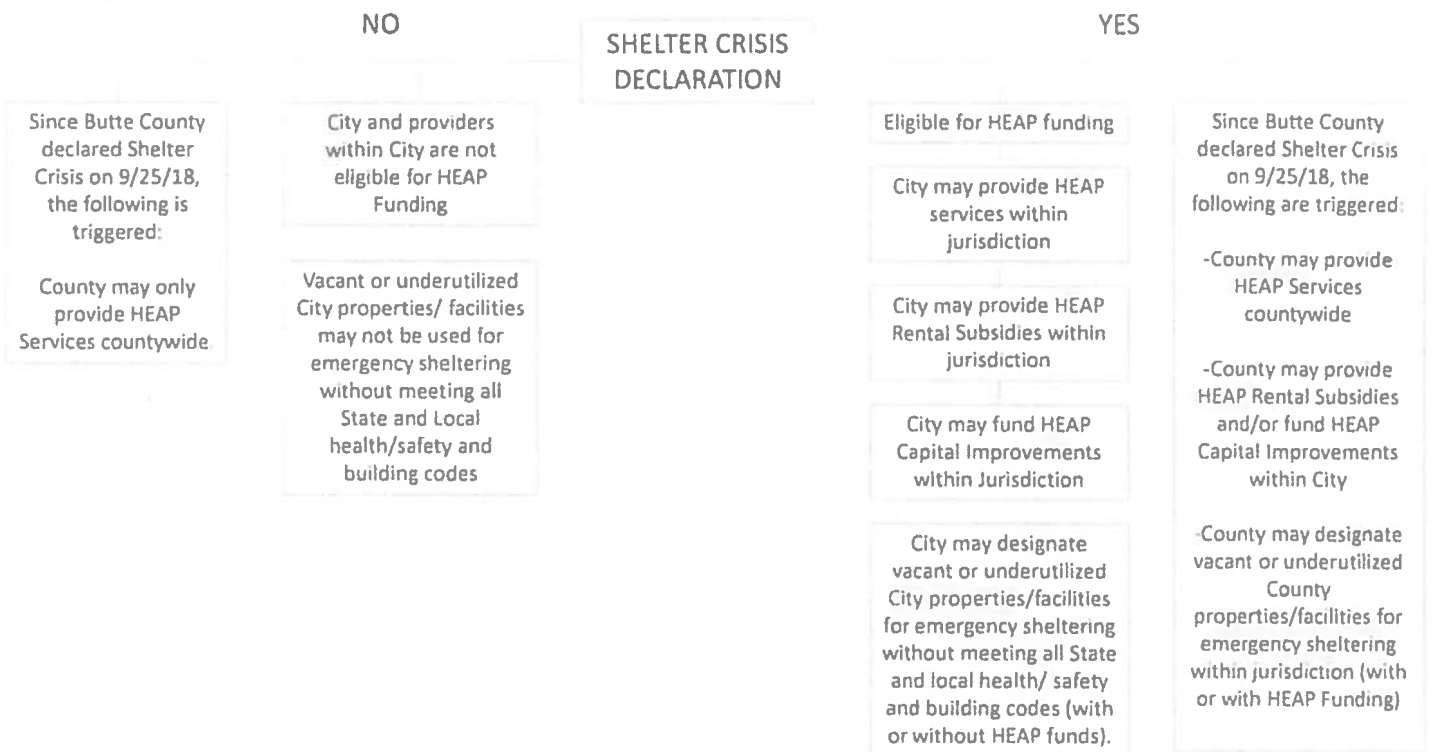 NO
SHELTER CRISIS
DECLARATION
YES
Since Butte County
declared Shelter
Crisis on 9/25/18,
the following is
triggered:
County may only
provide HEAP
Services countywide.
City and providers
within City are not
eligible for HEAP
Funding
Vacant or underutilized
City properties/ facilities
may not be used for
emergency sheltering
without meeting all
State and Local
health/safety and
building codes
Eligible for HEAP funding
City may provide HEAP
services within
jurisdiction
City may provide HEAP
Rental Subsidies within
jurisdiction
City may fund HEAP
Capital Improvements
within Jurisdiction
City may designate
vacant or underutilized
City properties/facilities
for emergency sheltering
without meeting all State
and local health/ safety
and building codes (with
or without HEAP funds).
Since Butte County
declared Shelter Crisis
on 9/25/18, the
following are triggered:
-County may provide
HEAP Services
countywide
-County may provide
HEAP Rental Subsidies
and/or fund HEAP
Capital Improvements
within City
-County may designate
vacant or underutilized
County
properties/facilities for
emergency sheltering
within jurisdiction (with
or with HEAP Funding)